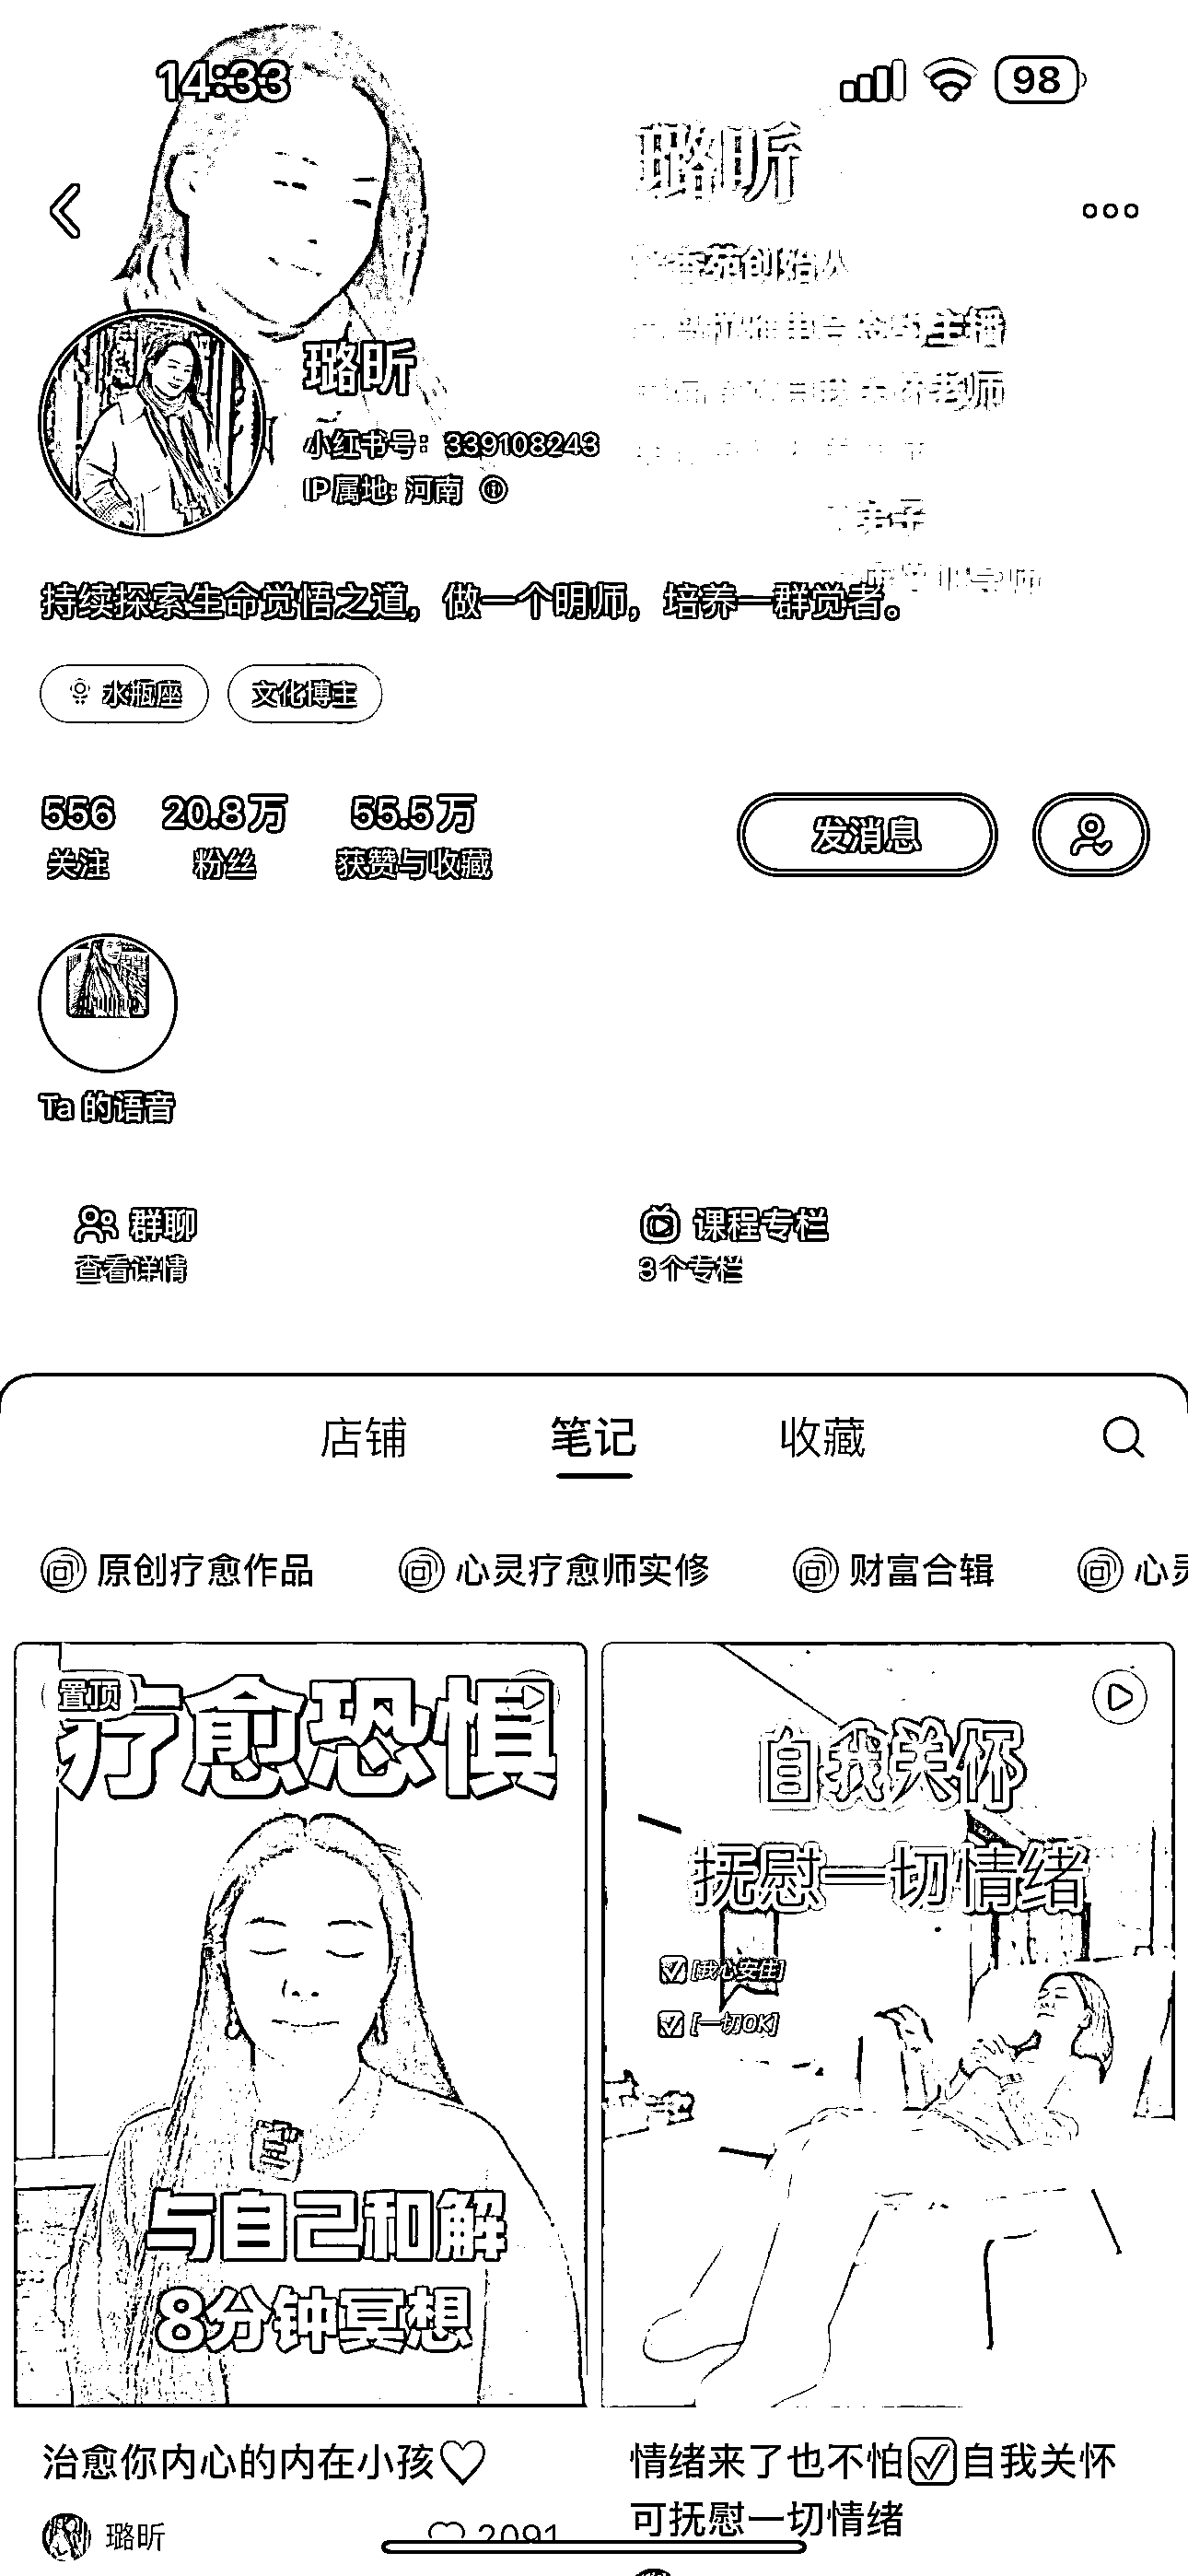 14:33
98
璐昕
创始人
主播
老师
弟子
导师
璐昕
小红书号：339108243
IP属地：河南
持续探索生命觉悟之道，做一个明师，培养一群觉者。
水瓶座
文化博主
556
20.8万
55.5万
关注
粉丝
获赞与收藏
发消息
Ta 的语音
群聊
查看详情
课程专栏
3个专栏
店铺
笔记
收藏
原创疗愈作品
心灵疗愈师实修
财富合辑
心灵
置顶
疗愈恐惧
与自己和解
8分钟冥想
自我关怀
抚慰一切情绪
[我心安住]
[一切OK]
治愈你内心的内在小孩♡
璐昕
2091
情绪来了也不怕☑自我关怀
可抚慰一切情绪